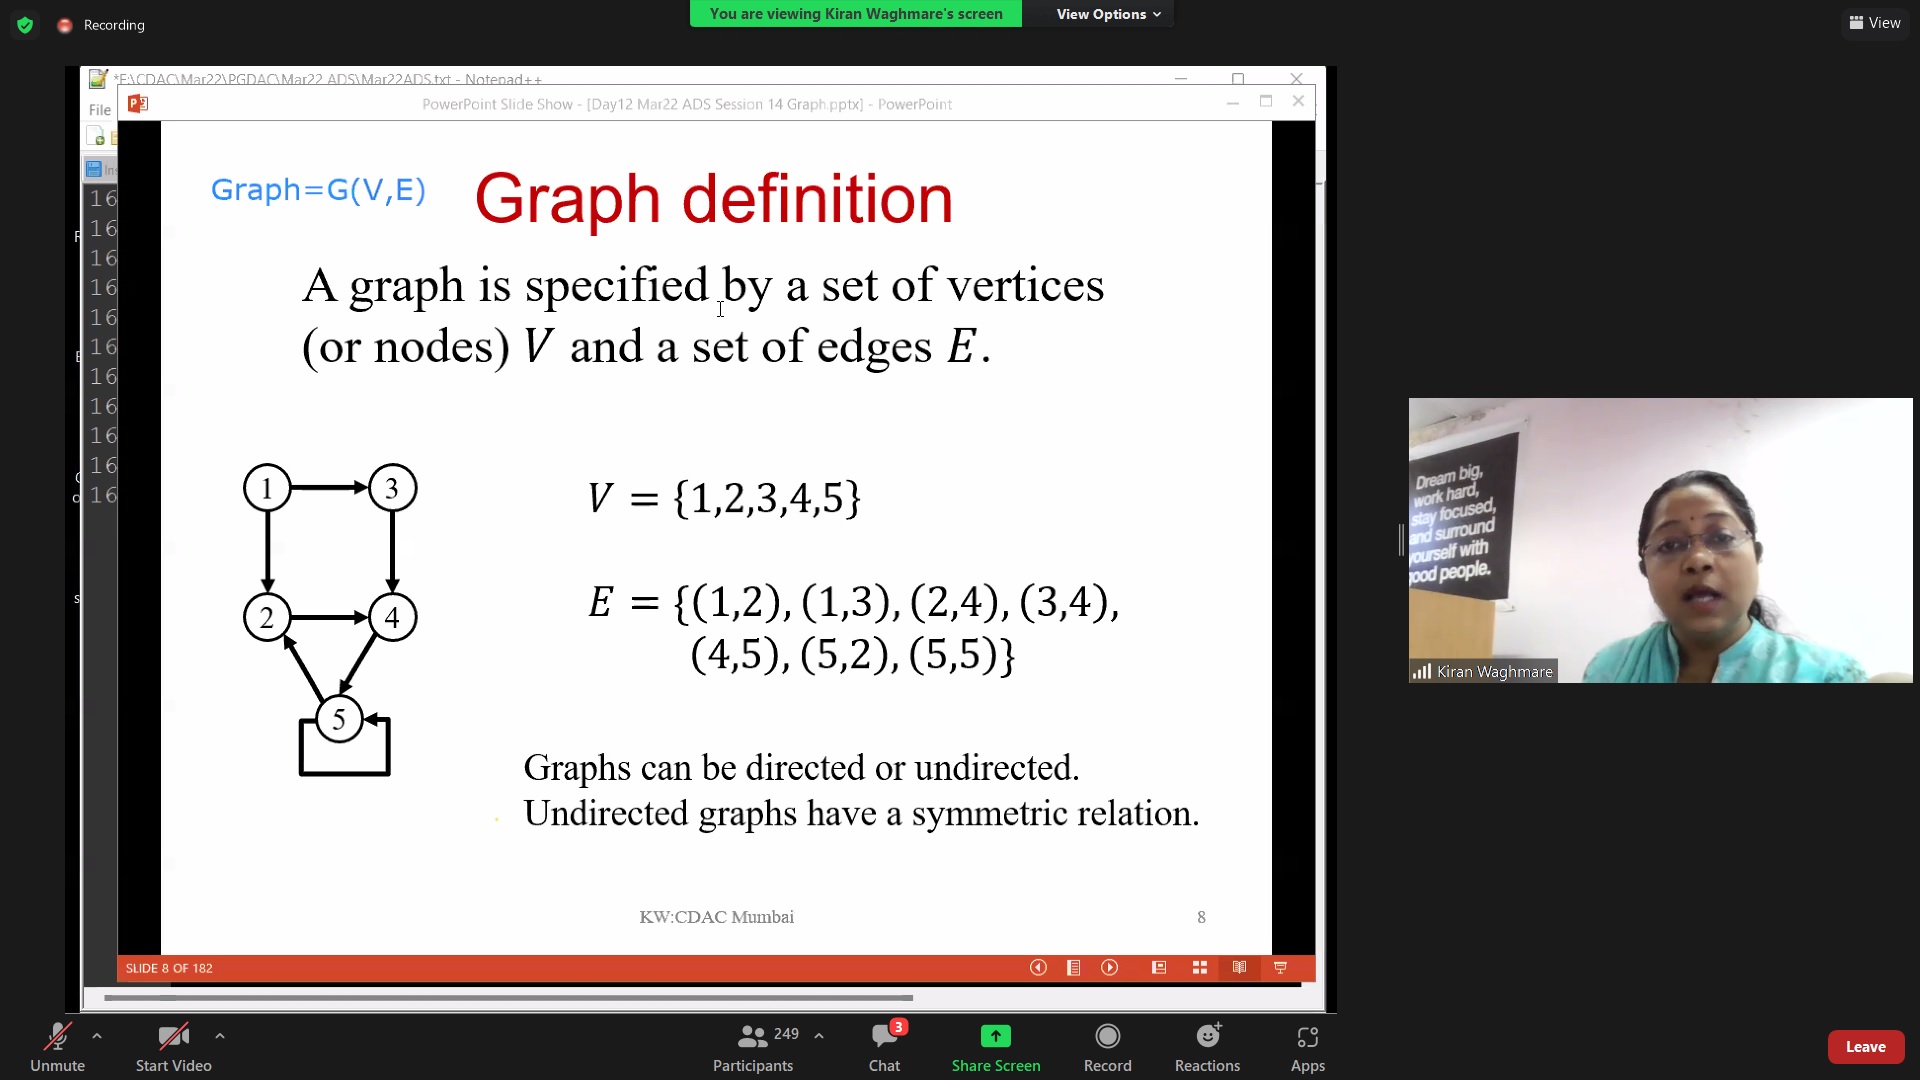 Recording
You are viewing Kiran Waghmare's screen
View Options
View
*E:\CDAC\Mar22\PGDAC\Mar22 ADS\Mar22ADS.txt - Notepad++
File
PowerPoint Slide Show - [Day12 Mar22 ADS Session 14 Graph.pptx] - PowerPoint
16
16
16
16
16
16
16
16
16
16
16
Graph=G(V,E)
Graph definition
A graph is specified by a set of vertices
(or nodes) V and a set of edges E.
1
3
2
4
5
V = {1,2,3,4,5}
E = {(1,2), (1,3), (2,4), (3,4),
(4,5), (5,2), (5,5)}
Graphs can be directed or undirected.
Undirected graphs have a symmetric relation.
KW:CDAC Mumbai
8
SLIDE 8 OF 182
Dream big,
work hard,
stay focused,
and surround
yourself with
good people.
Kiran Waghmare
Unmute
Start Video
249
Participants
3
Chat
Share Screen
Record
Reactions
Apps
Leave